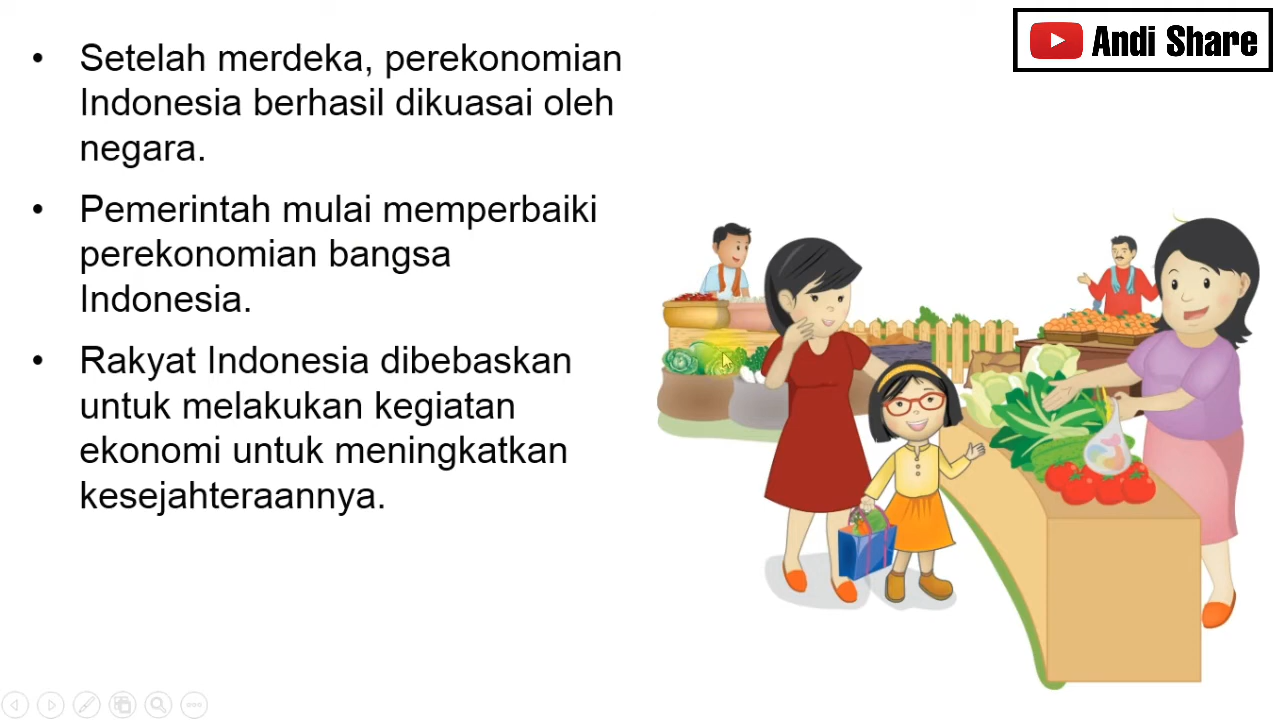 Andi Share
• Setelah merdeka, perekonomian
Indonesia berhasil dikuasai oleh
negara.
• Pemerintah mulai memperbaiki
perekonomian bangsa
Indonesia.
• Rakyat Indonesia dibebaskan
untuk melakukan kegiatan
ekonomi untuk meningkatkan
kesejahteraannya.